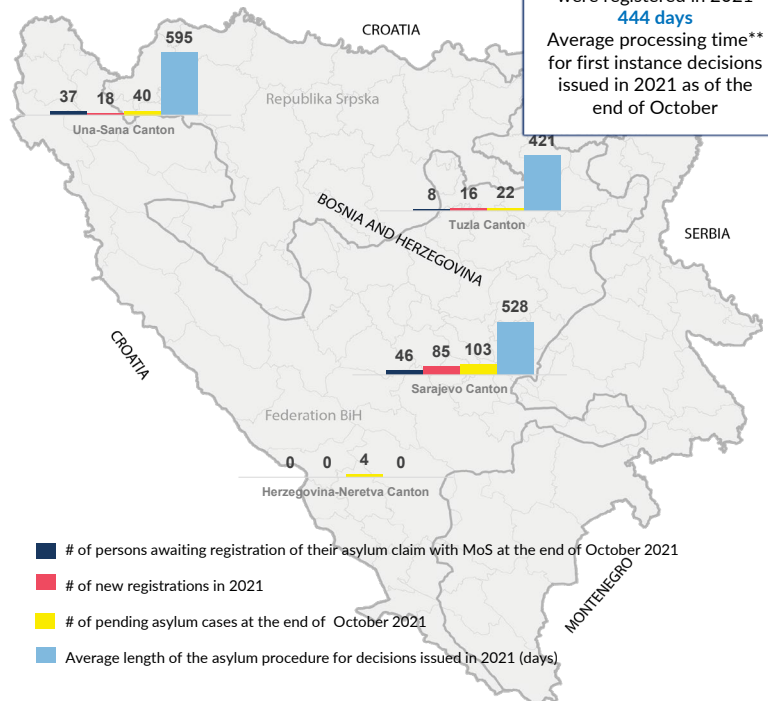 were registered in 2021
444 days
Average processing time**
for first instance decisions
issued in 2021 as of the
end of October
CROATIA
595
37 18 40
Republika Srpska
Una-Sana Canton
421
8 16 22
BOSNIA AND HERZEGOVINA
Tuzla Canton
SERBIA
528
46 85 103
CROATIA
Sarajevo Canton
Federation BiH
0 0 4 0
Herzegovina-Neretva Canton
# of persons awaiting registration of their asylum claim with MoS at the end of October 2021
# of new registrations in 2021
MONTENEGRO
# of pending asylum cases at the end of October 2021
Average length of the asylum procedure for decisions issued in 2021 (days)